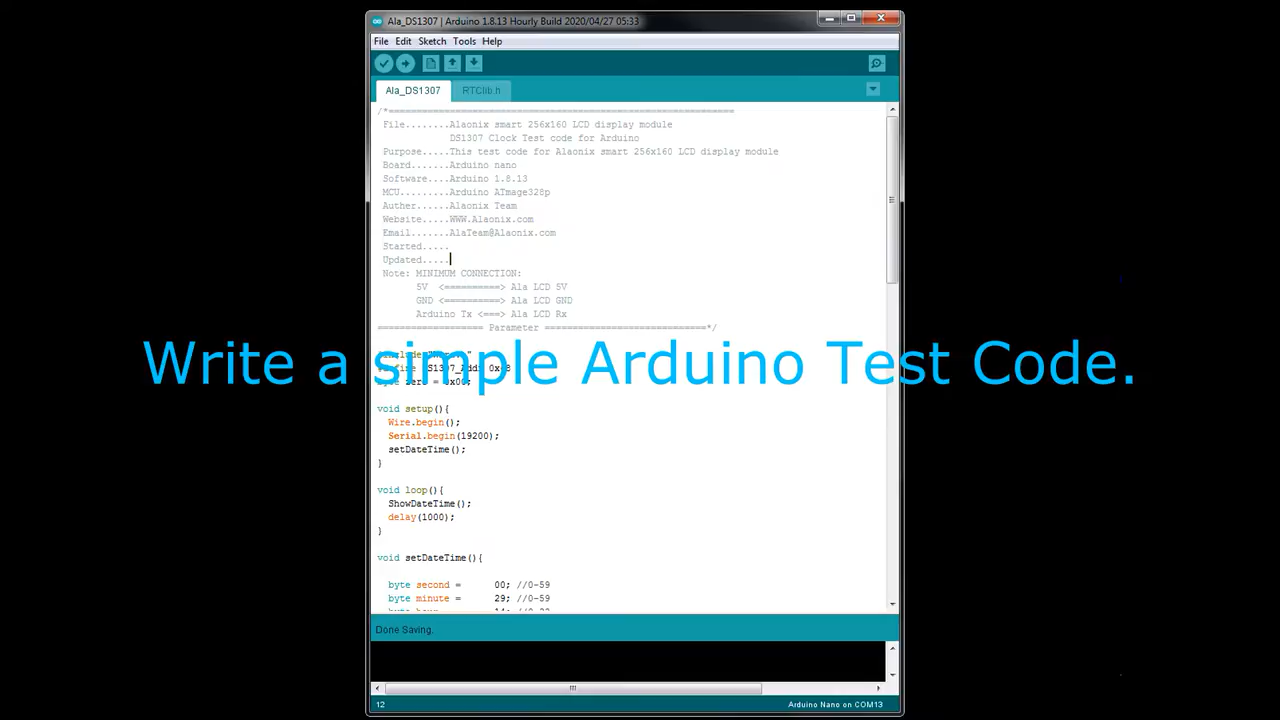 Ala_DS1307 | Arduino 1.8.13 Hourly Build 2020/04/27 05:33
File Edit Sketch Tools Help
Ala_DS1307 RTClib.h
/*===============================================================
File........Alaonix smart 256x160 LCD display module
DS1307 Clock Test code for Arduino
Purpose.....This test code for Alaonix smart 256x160 LCD display module
Board.......Arduino nano
Software....Arduino 1.8.13
MCU.........Arduino ATmage328p
Auther......Alaonix Team
Website.....WWW.Alaonix.com
Email.......AlaTeam@Alaonix.com
Started.....
Updated.....
Note: MINIMUM CONNECTION:
5V <==========> Ala LCD 5V
GND <==========> Ala LCD GND
Arduino Tx <===> Ala LCD Rx
=================== Parameter =============================*/
Write a simple Arduino Test Code.
void setup(){
Wire.begin();
Serial.begin(19200);
setDateTime();
}
void loop(){
ShowDateTime();
delay(1000);
}
void setDateTime(){
byte second = 00; //0-59
byte minute = 29; //0-59
Done Saving.
12
Arduino Nano on COM13